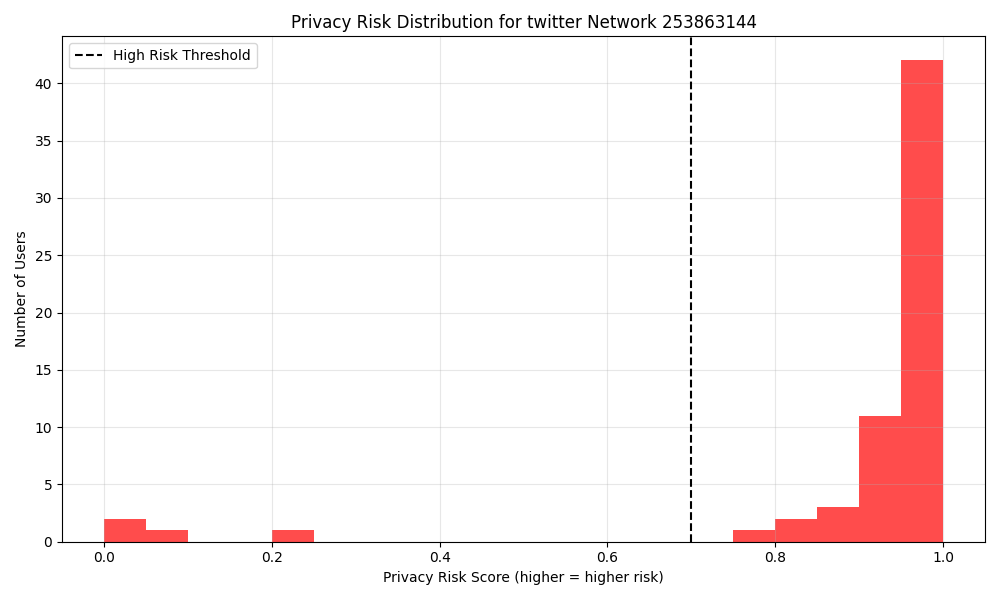 Privacy Risk Distribution for twitter Network 253863144
High Risk Threshold
40
35
30
25
20
15
10
5
0
Number of Users
0.0 0.2 0.4 0.6 0.8 1.0
Privacy Risk Score (higher = higher risk)